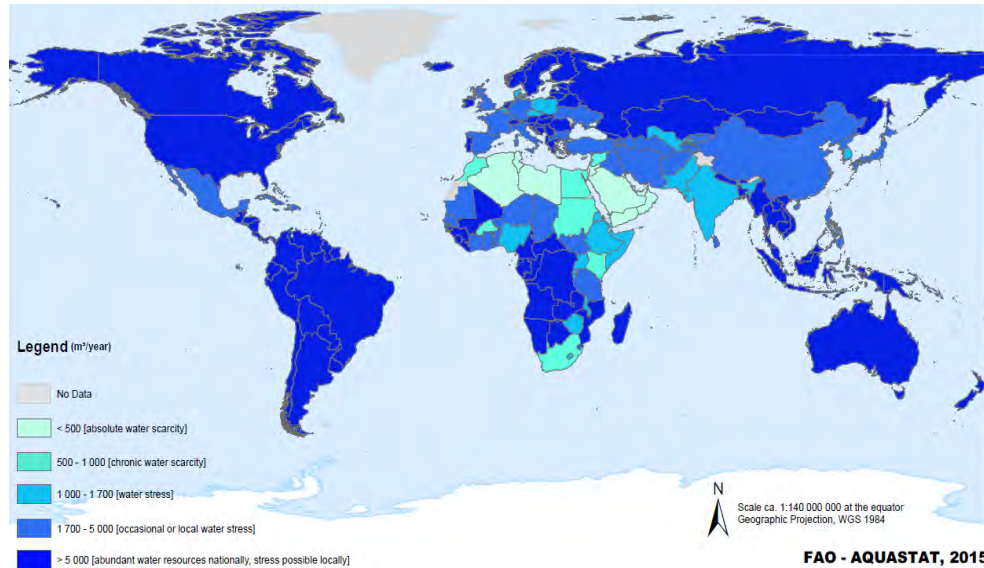 Legend (m³/year)
No Data
< 500 [absolute water scarcity]
500 - 1 000 [chronic water scarcity]
1 000 - 1 700 [water stress]
1 700 - 5 000 [occasional or local water stress]
> 5 000 [abundant water resources nationally, stress possible locally]
N
Scale ca. 1:140 000 000 at the equator
Geographic Projection, WGS 1984
FAO - AQUASTAT, 2015